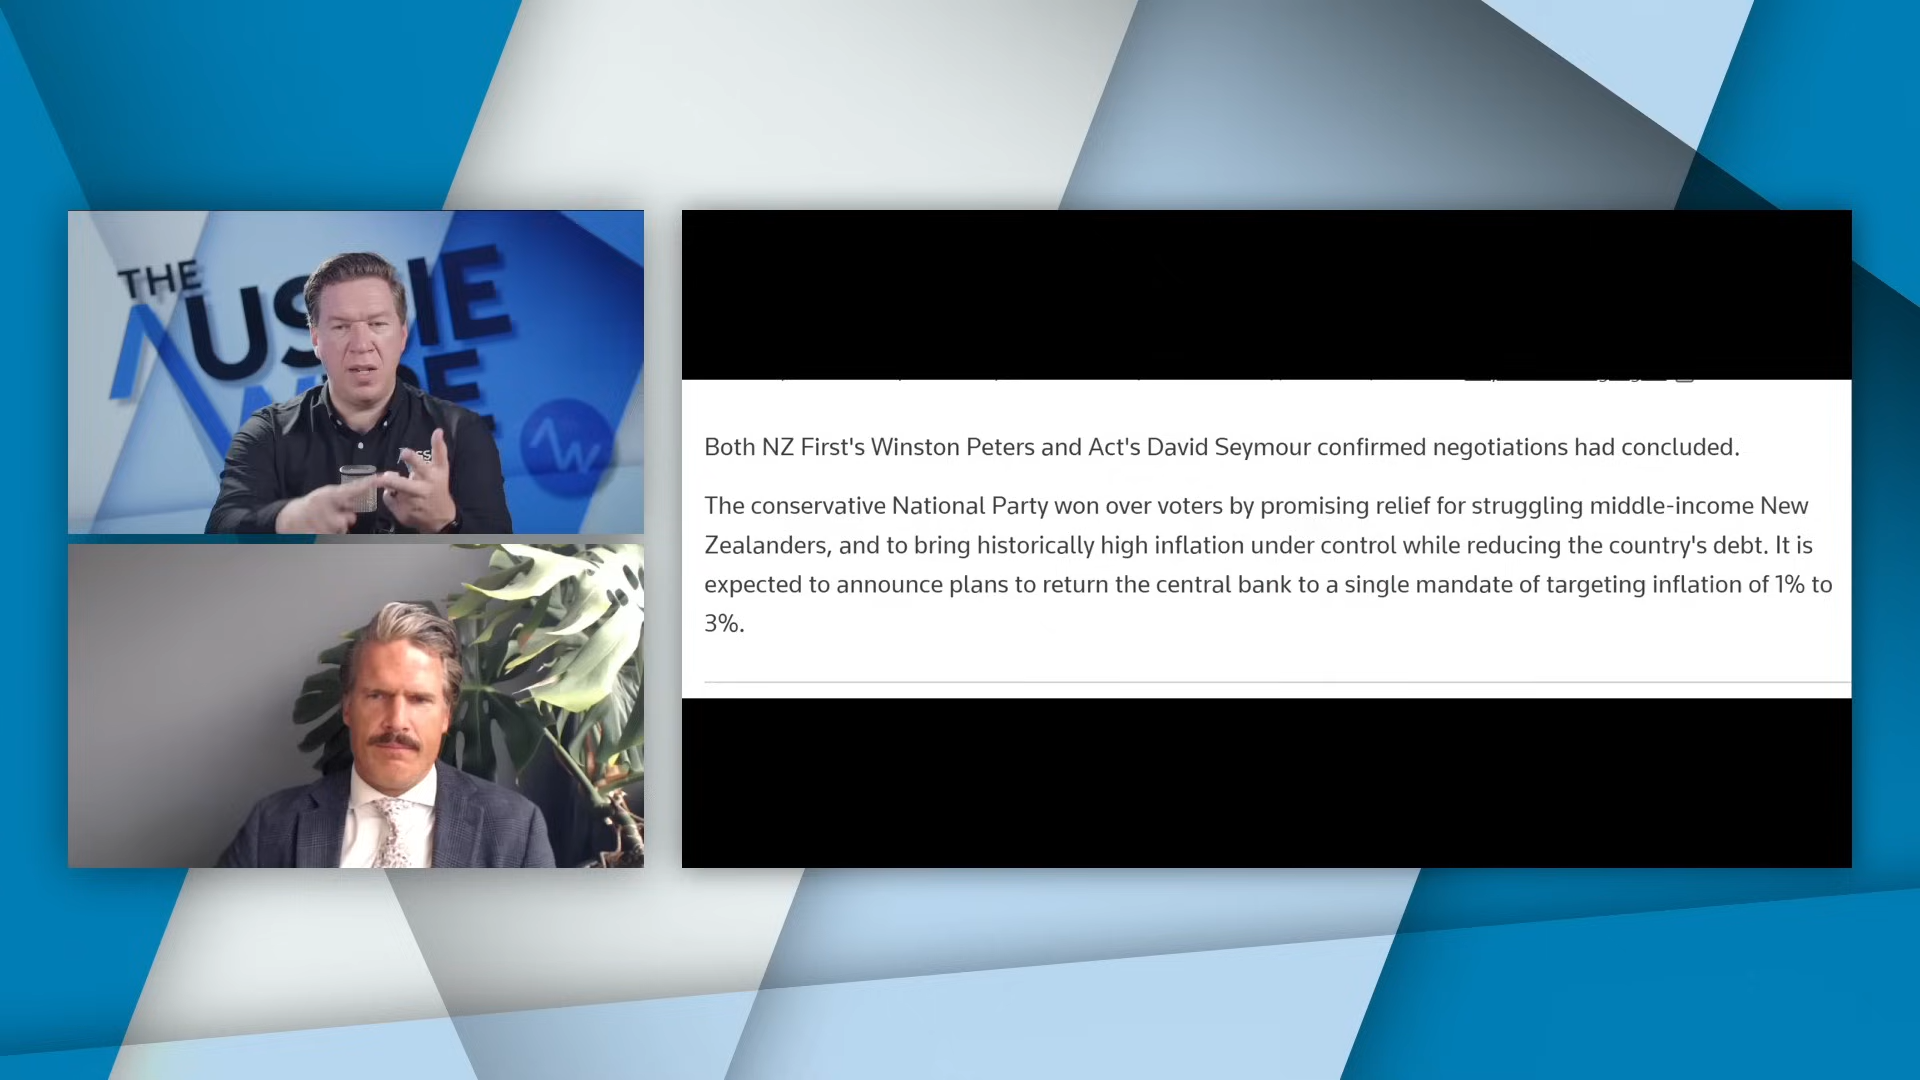 THE
AUSSIE
Both NZ First's Winston Peters and Act's David Seymour confirmed negotiations had concluded.
The conservative National Party won over voters by promising relief for struggling middle-income New
Zealanders, and to bring historically high inflation under control while reducing the country's debt. It is
expected to announce plans to return the central bank to a single mandate of targeting inflation of 1% to
3%.